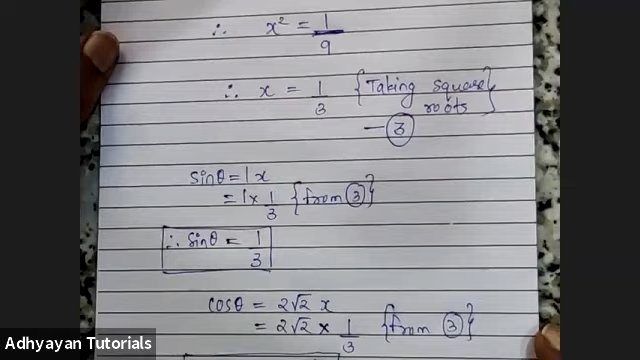 ∴ x² = 1/9
∴ x = 1/3 {Taking square roots} — ③
sinθ = 1x
= 1 × 1/3 {from ③}
∴ sinθ = 1/3
cosθ = 2√2 x
= 2√2 × 1/3 {from ③}
Adhyayan Tutorials